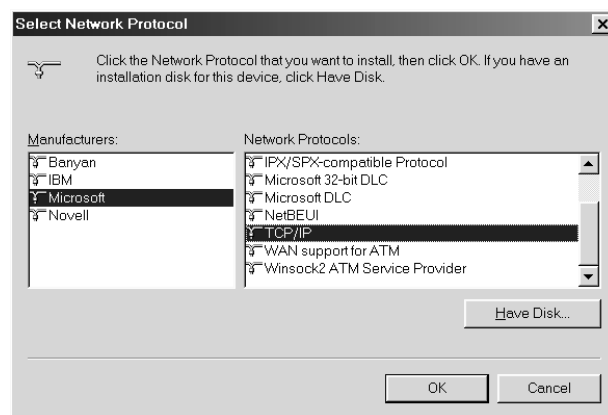 Select Network Protocol
Click the Network Protocol that you want to install, then click OK. If you have an
installation disk for this device, click Have Disk.
Manufacturers:
Banyan
IBM
Microsoft
Novell
Network Protocols:
IPX/SPX-compatible Protocol
Microsoft 32-bit DLC
Microsoft DLC
NetBEUI
TCP/IP
WAN support for ATM
Winsock2 ATM Service Provider
Have Disk...
OK
Cancel